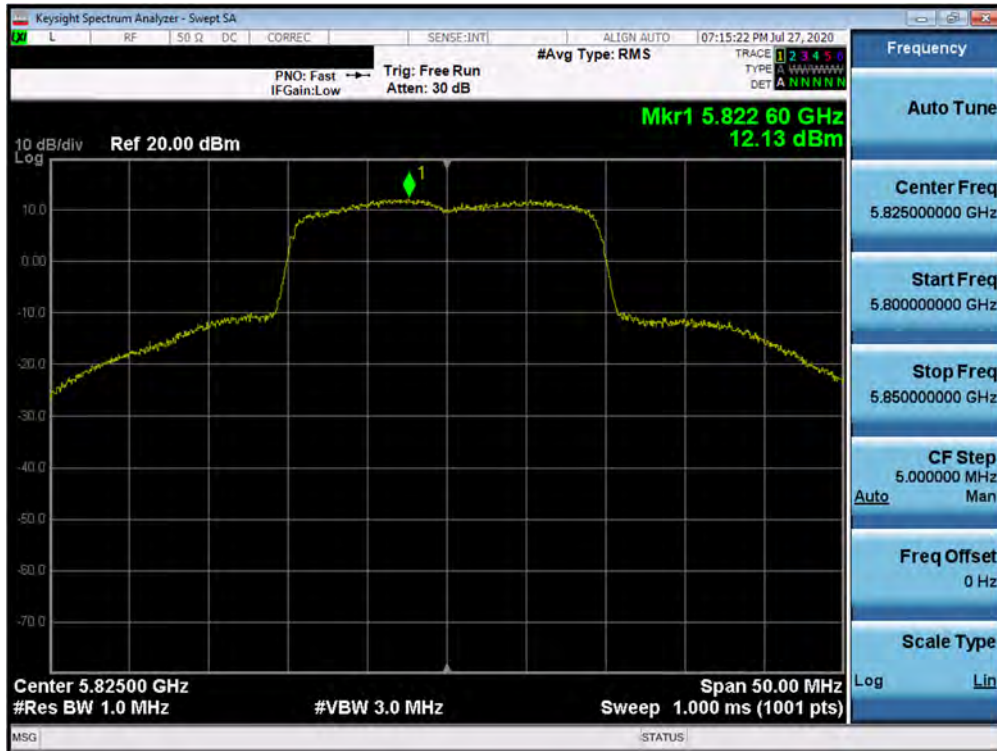 Keysight Spectrum Analyzer - Swept SA
LXI L RF 50 Ω DC CORREC SENSE:INT ALIGN AUTO 07:15:22 PM Jul 27, 2020
#Avg Type: RMS TRACE 1 2 3 4 5 6
PNO: Fast Trig: Free Run TYPE A WWWWW
IFGain:Low Atten: 30 dB DET A N N N N N
Mkr1 5.822 60 GHz
12.13 dBm
10 dB/div Ref 20.00 dBm
Log
1
10.0
0.00
-10.0
-20.0
-30.0
-40.0
-50.0
-60.0
-70.0
Center 5.82500 GHz Span 50.00 MHz
#Res BW 1.0 MHz #VBW 3.0 MHz Sweep 1.000 ms (1001 pts)
MSG STATUS
Frequency
Auto Tune
Center Freq
5.825000000 GHz
Start Freq
5.800000000 GHz
Stop Freq
5.850000000 GHz
CF Step
5.000000 MHz
Auto Man
Freq Offset
0 Hz
Scale Type
Log Lin